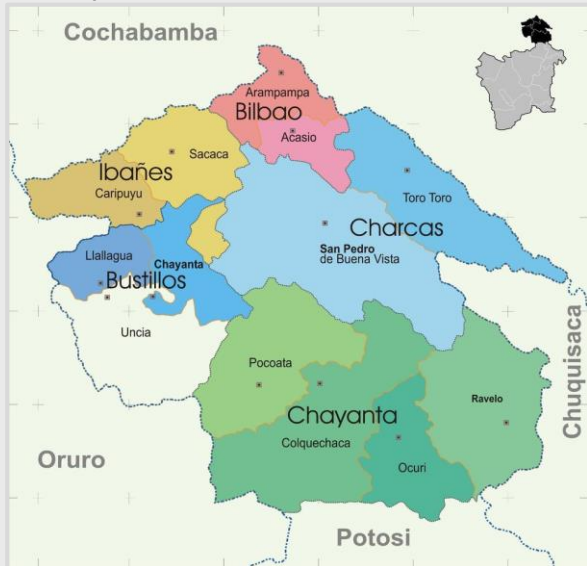 Cochabamba
Arampampa
Bilbao
Acasio
Sacaca
Ibañes
Caripuyu
Toro Toro
Charcas
San Pedro
de Buena Vista
Llallagua
Chayanta
Bustillos
Uncia
Chuquisaca
Pocoata
Ravelo
Chayanta
Colquechaca
Oruro
Ocuri
Potosi